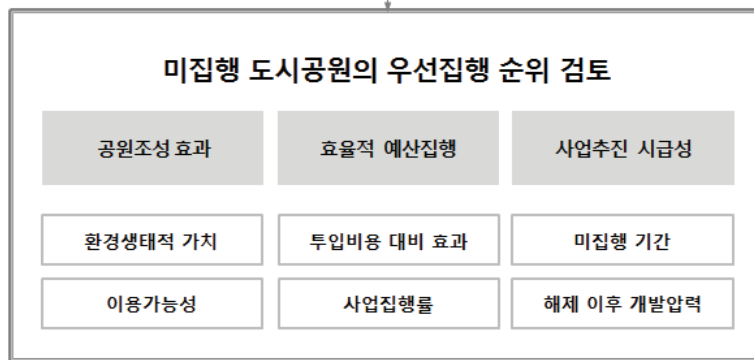 미집행 도시공원의 우선집행 순위 검토
공원조성 효과
효율적 예산집행
사업추진 시급성
환경생태적 가치
투입비용 대비 효과
미집행 기간
이용가능성
사업집행률
해제 이후 개발압력